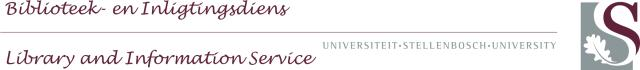 Biblioteek- en Inligtingsdiens
UNIVERSITEIT•STELLENBOSCH•UNIVERSITY
Library and Information Service